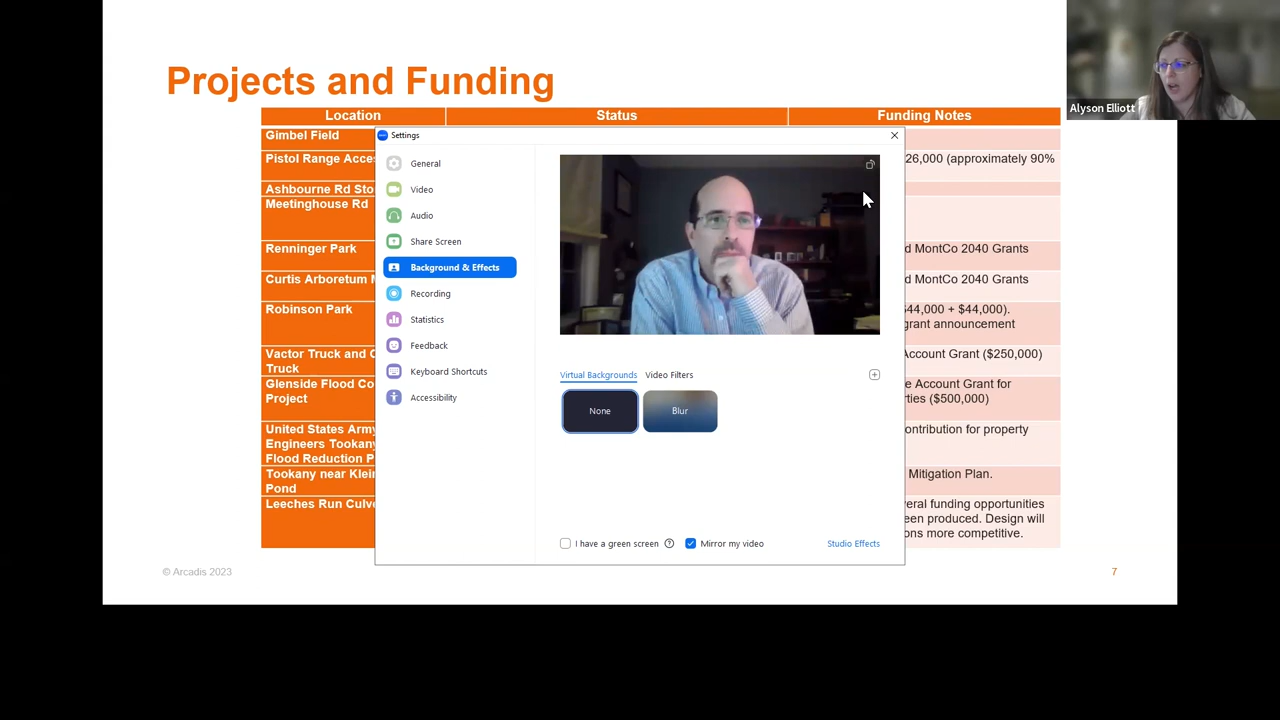 Projects and Funding
Alyson Elliott
Location Status Funding Notes
Gimbel Field
Pistol Range Acce
26,000 (approximately 90%
Ashbourne Rd Sto
Meetinghouse Rd
Renninger Park
d MontCo 2040 Grants
Curtis Arboretum
d MontCo 2040 Grants
Robinson Park
$44,000 + $44,000).
grant announcement
Vactor Truck and
Truck
Account Grant ($250,000)
Glenside Flood Co
Project
e Account Grant for
rties ($500,000)
United States Army
Engineers Tookany
Flood Reduction P
ontribution for property
Tookany near Klein
Pond
Mitigation Plan.
Leeches Run Culve
eral funding opportunities
een produced. Design will
ons more competitive.
Settings
General
Video
Audio
Share Screen
Background & Effects
Recording
Statistics
Feedback
Keyboard Shortcuts
Accessibility
Virtual Backgrounds Video Filters
None Blur
I have a green screen Mirror my video Studio Effects
© Arcadis 2023
7